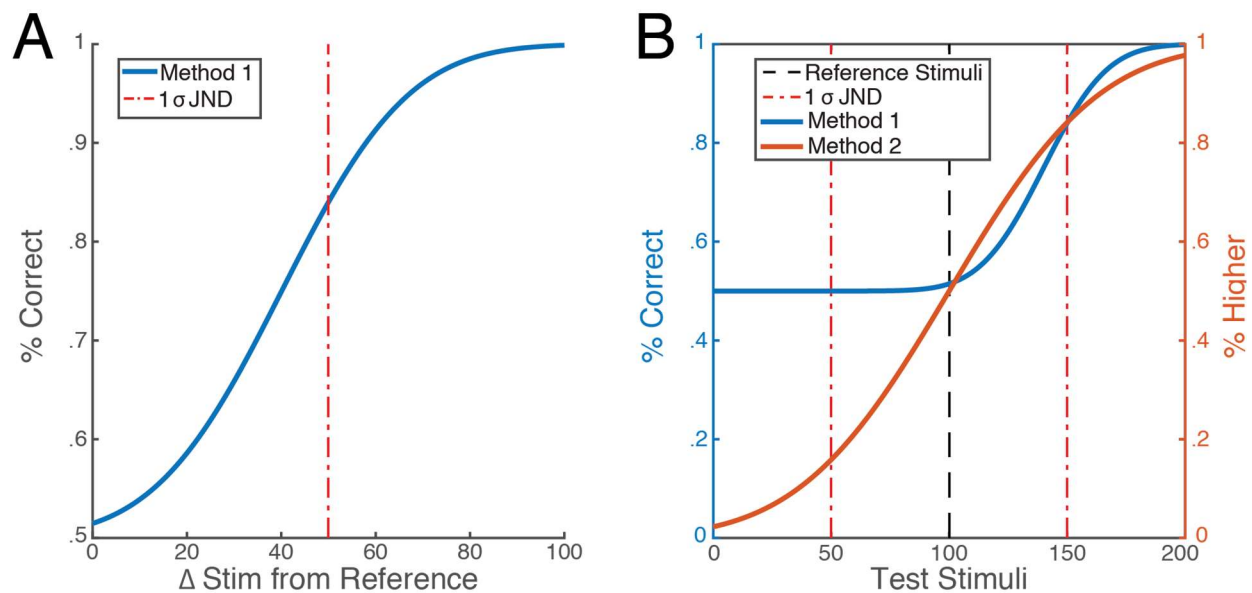 A
1
.9
.8
.7
.6
.5
% Correct
Method 1
1 σ JND
0
20
40
60
80
100
Δ Stim from Reference
B
1
.8
.6
.4
.2
0
% Correct
Reference Stimuli
1 σ JND
Method 1
Method 2
1
.8
.6
.4
.2
0
% Higher
0
50
100
150
200
Test Stimuli